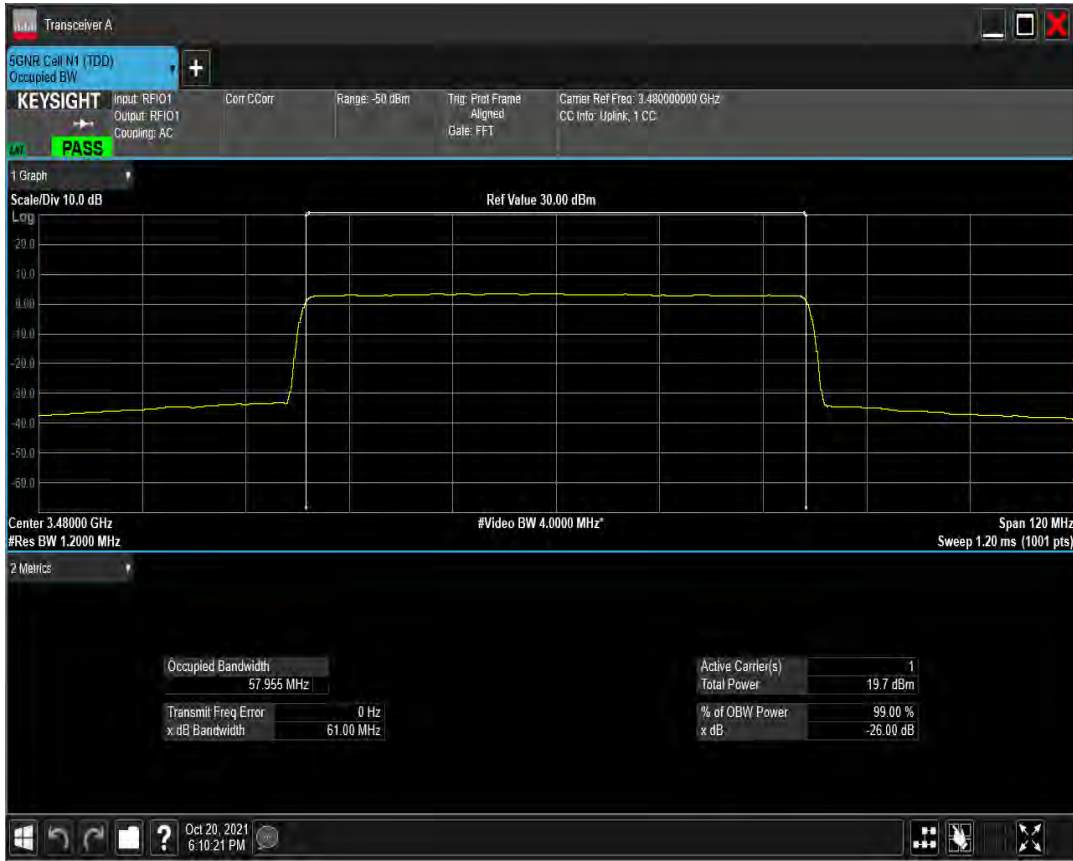 Transceiver A
5GNR Cell N1 (TDD)
Occupied BW
KEYSIGHT
Input: RFIO1
Output: RFIO1
Coupling: AC
Corr CCorr
Range: -50 dBm
Trig: Prot Frame
Aligned
Gate: FFT
Carrier Ref Freq: 3.480000000 GHz
CC Info: Uplink, 1 CC
PASS
1 Graph
Scale/Div 10.0 dB
Ref Value 30.00 dBm
Log
20.0
10.0
0.00
-10.0
-20.0
-30.0
-40.0
-50.0
-60.0
Center 3.48000 GHz
#Video BW 4.0000 MHz*
Span 120 MHz
#Res BW 1.2000 MHz
Sweep 1.20 ms (1001 pts)
2 Metrics
Occupied Bandwidth
57.955 MHz
Transmit Freq Error 0 Hz
x dB Bandwidth 61.00 MHz
Active Carrier(s) 1
Total Power 19.7 dBm
% of OBW Power 99.00 %
x dB -26.00 dB
Oct 20, 2021
6:10:21 PM